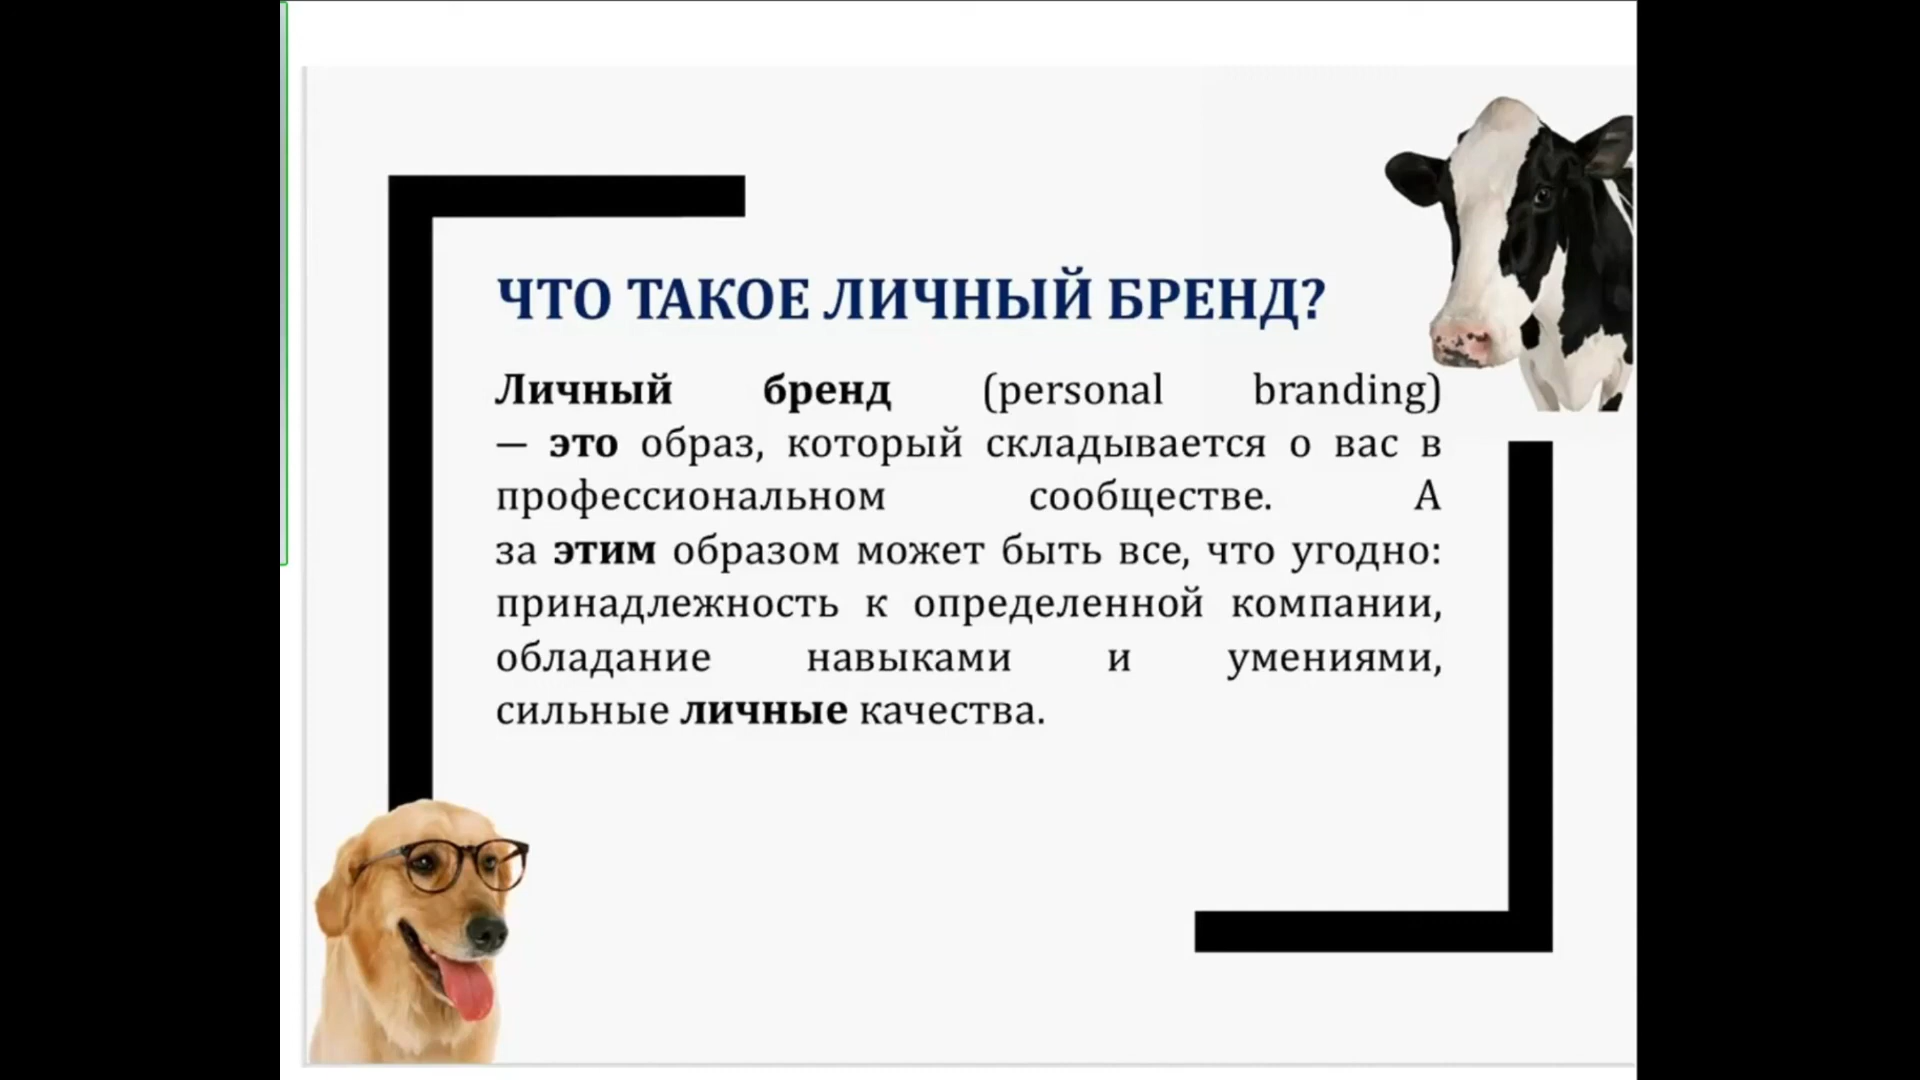 ЧТО ТАКОЕ ЛИЧНЫЙ БРЕНД?
Личный бренд (personal branding)
— это образ, который складывается о вас в
профессиональном сообществе. А
за этим образом может быть все, что угодно:
принадлежность к определенной компании,
обладание навыками и умениями,
сильные личные качества.